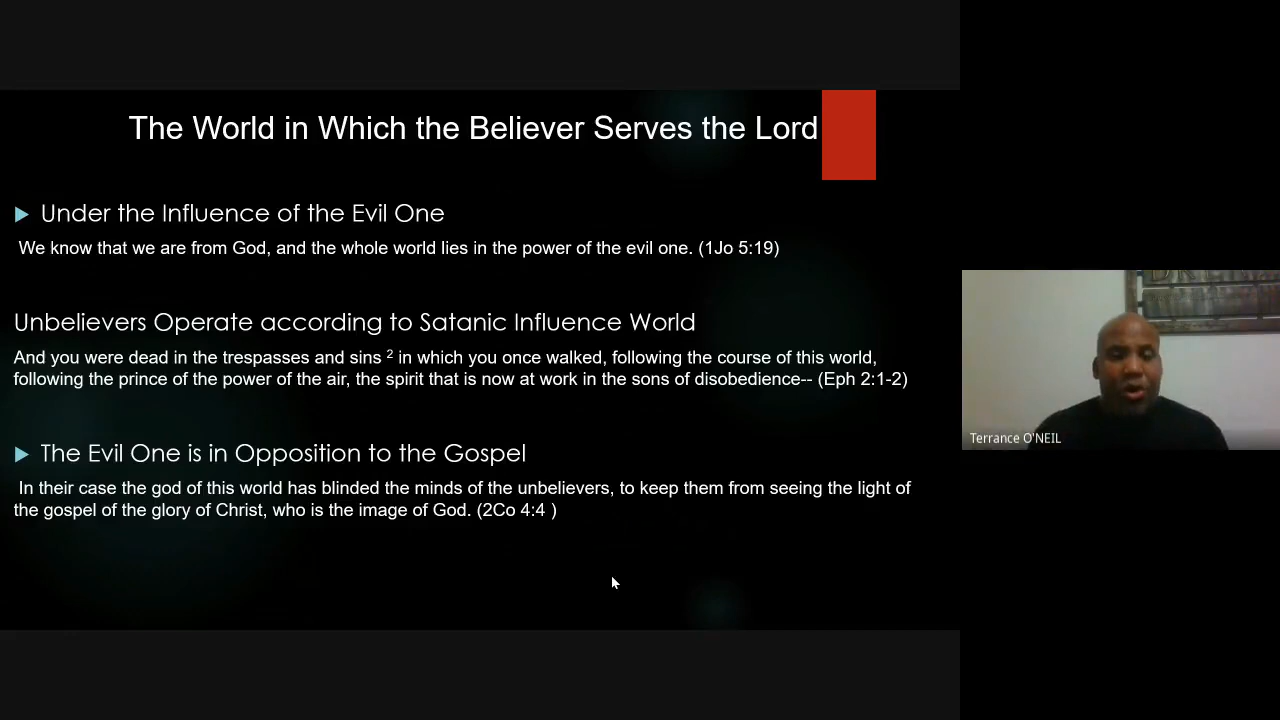 The World in Which the Believer Serves the Lord
Under the Influence of the Evil One
We know that we are from God, and the whole world lies in the power of the evil one. (1Jo 5:19)
Unbelievers Operate according to Satanic Influence World
And you were dead in the trespasses and sins 2 in which you once walked, following the course of this world,
following the prince of the power of the air, the spirit that is now at work in the sons of disobedience-- (Eph 2:1-2)
The Evil One is in Opposition to the Gospel
In their case the god of this world has blinded the minds of the unbelievers, to keep them from seeing the light of
the gospel of the glory of Christ, who is the image of God. (2Co 4:4 )
Terrance O'NEIL